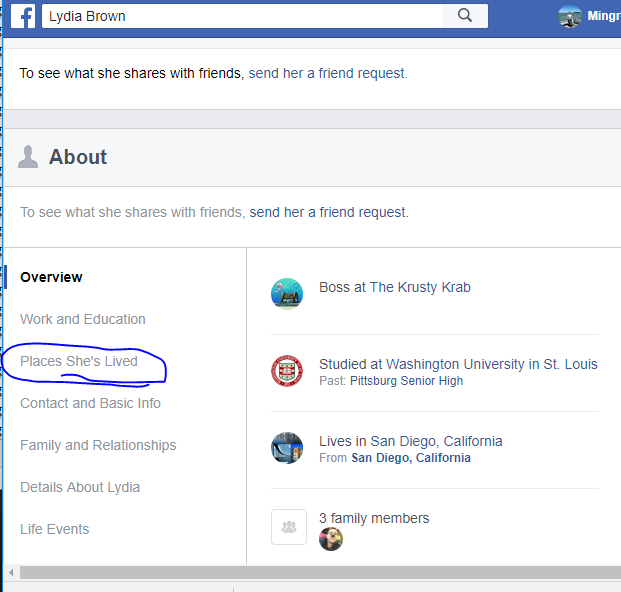 Lydia Brown
Mingr
To see what she shares with friends, send her a friend request.
About
To see what she shares with friends, send her a friend request.
Overview
Work and Education
Places She's Lived
Contact and Basic Info
Family and Relationships
Details About Lydia
Life Events
Boss at The Krusty Krab
Studied at Washington University in St. Louis
Past: Pittsburg Senior High
Lives in San Diego, California
From San Diego, California
3 family members